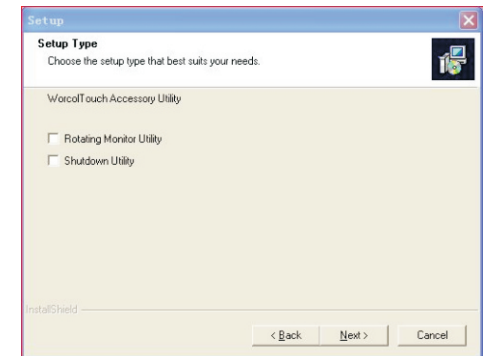 Setup
Setup Type
Choose the setup type that best suits your needs.
WorcolTouch Accessory Utility
Rotating Monitor Utility
Shutdown Utility
InstallShield
< Back Next > Cancel